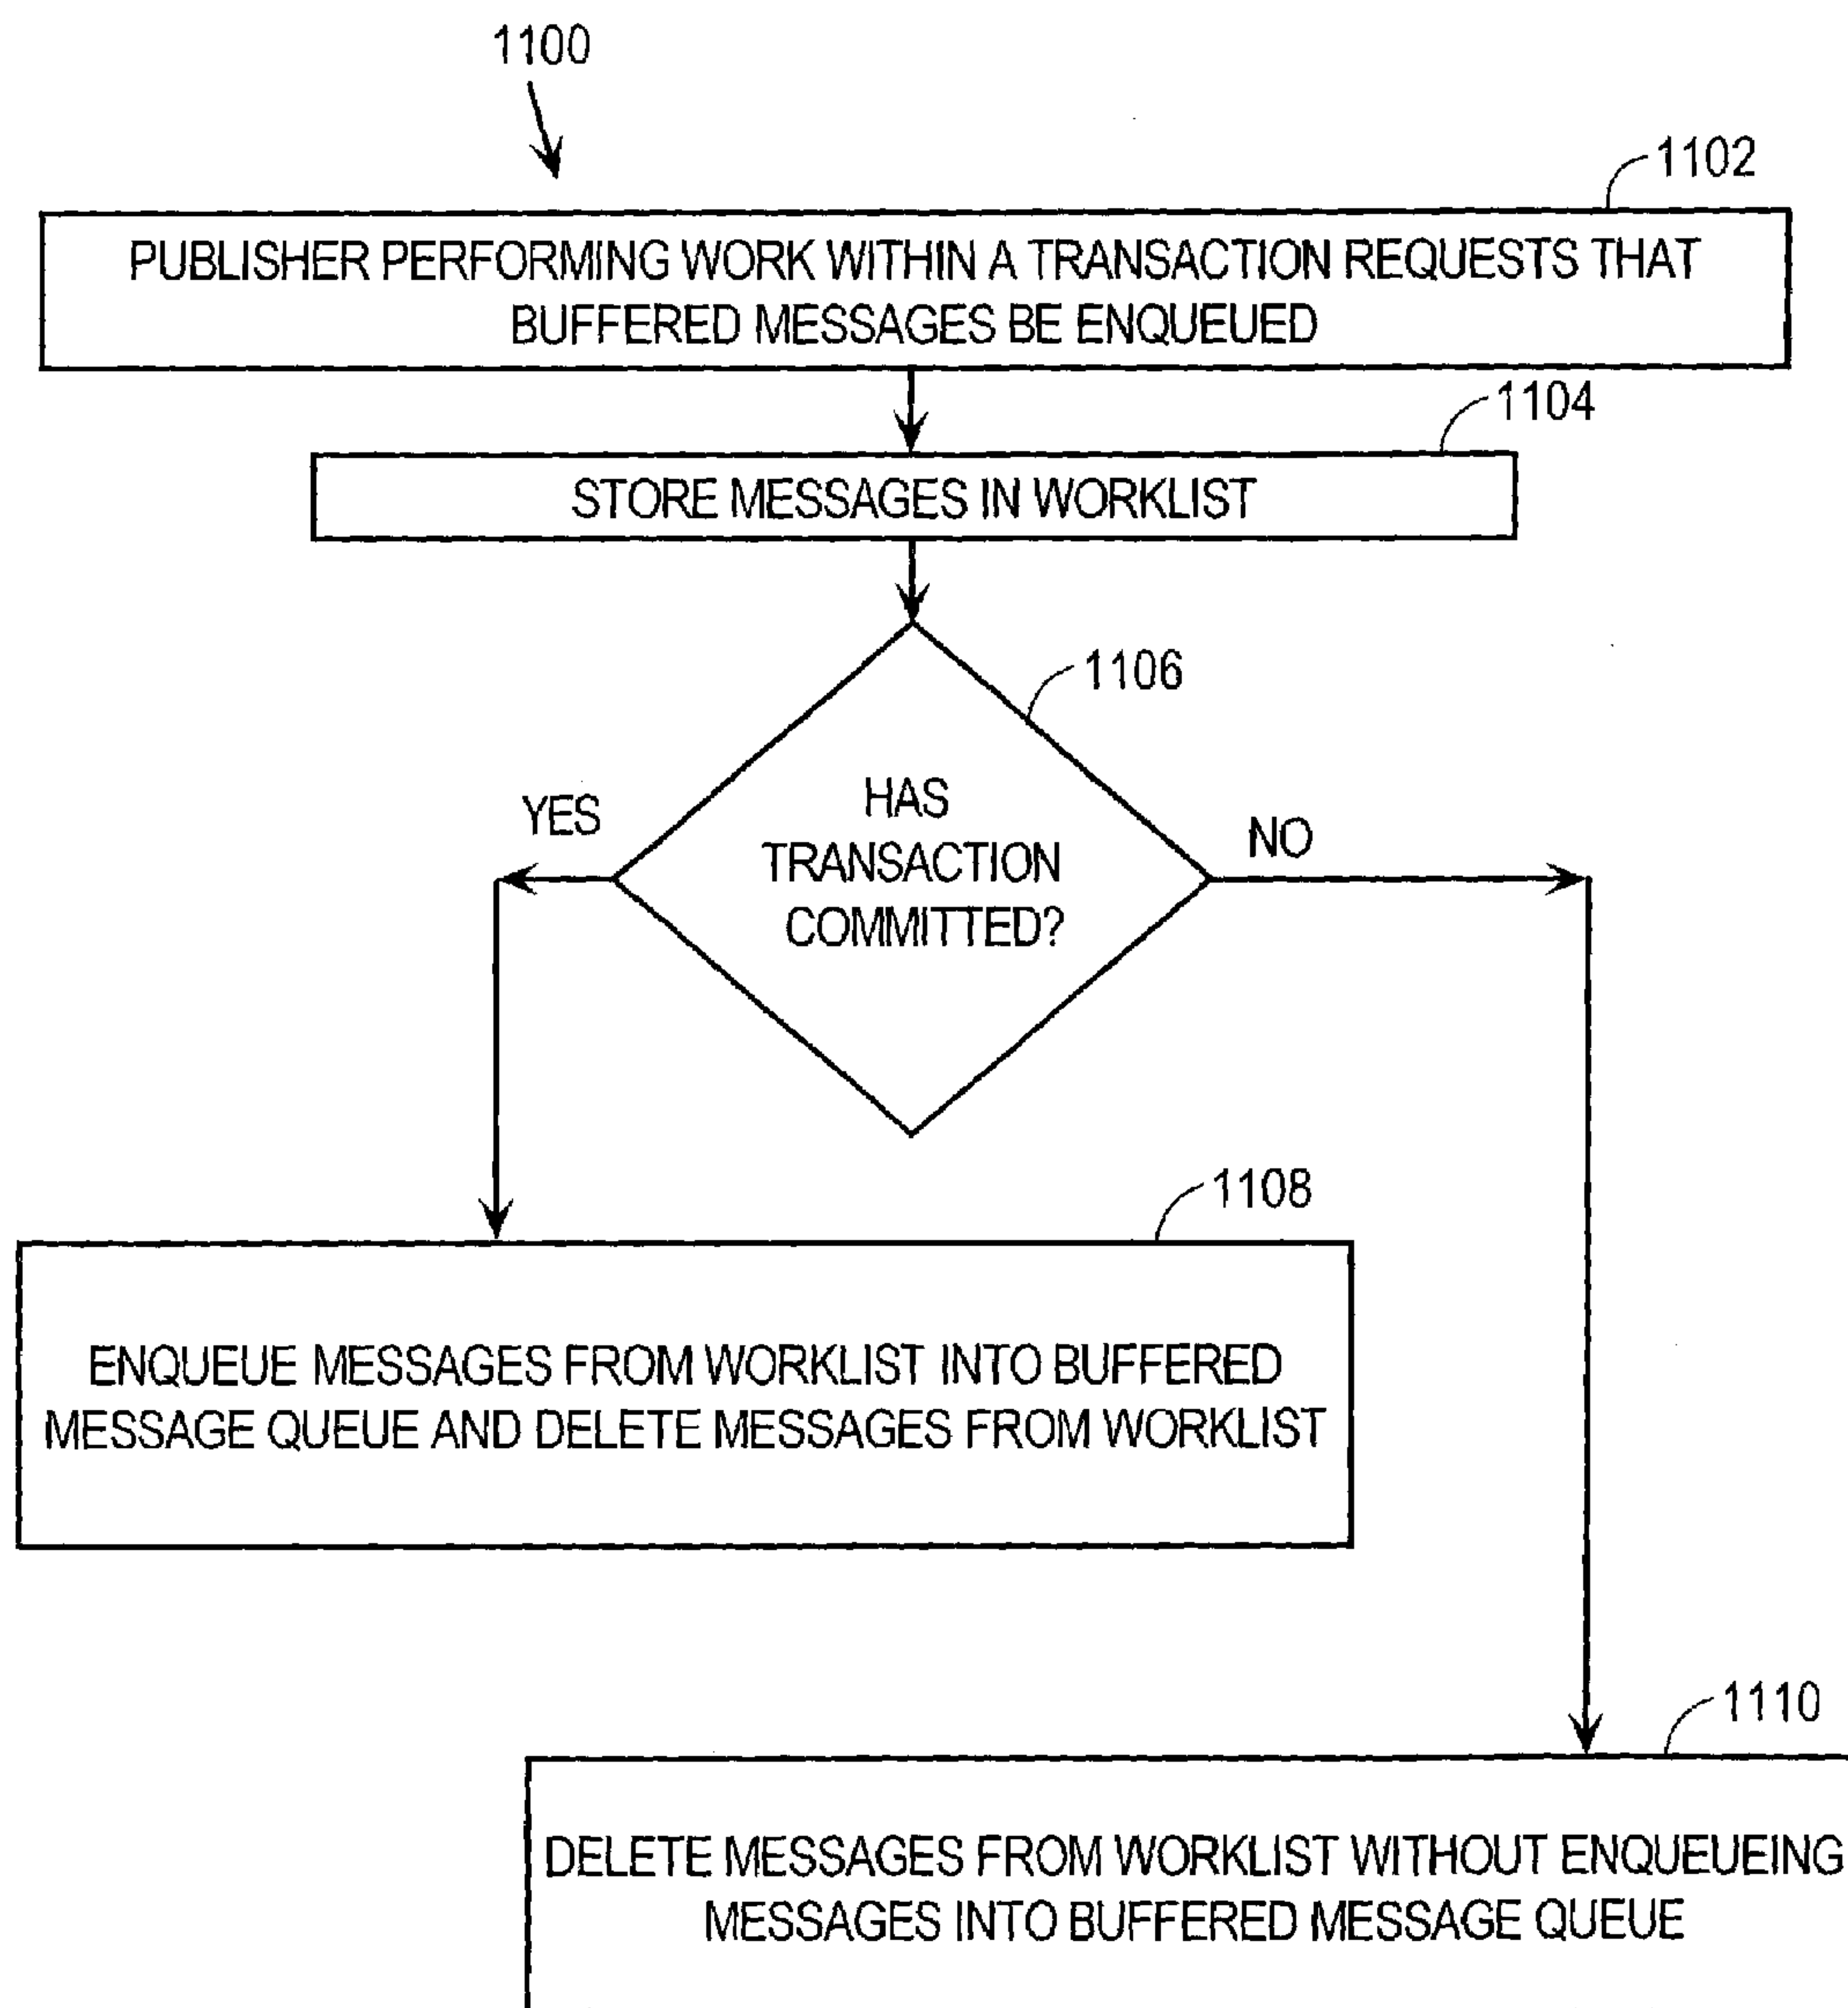 1100
1102
PUBLISHER PERFORMING WORK WITHIN A TRANSACTION REQUESTS THAT
BUFFERED MESSAGES BE ENQUEUED
1104
STORE MESSAGES IN WORKLIST
1106
HAS
TRANSACTION
COMMITTED?
YES
NO
1108
ENQUEUE MESSAGES FROM WORKLIST INTO BUFFERED
MESSAGE QUEUE AND DELETE MESSAGES FROM WORKLIST
1110
DELETE MESSAGES FROM WORKLIST WITHOUT ENQUEUEING
MESSAGES INTO BUFFERED MESSAGE QUEUE